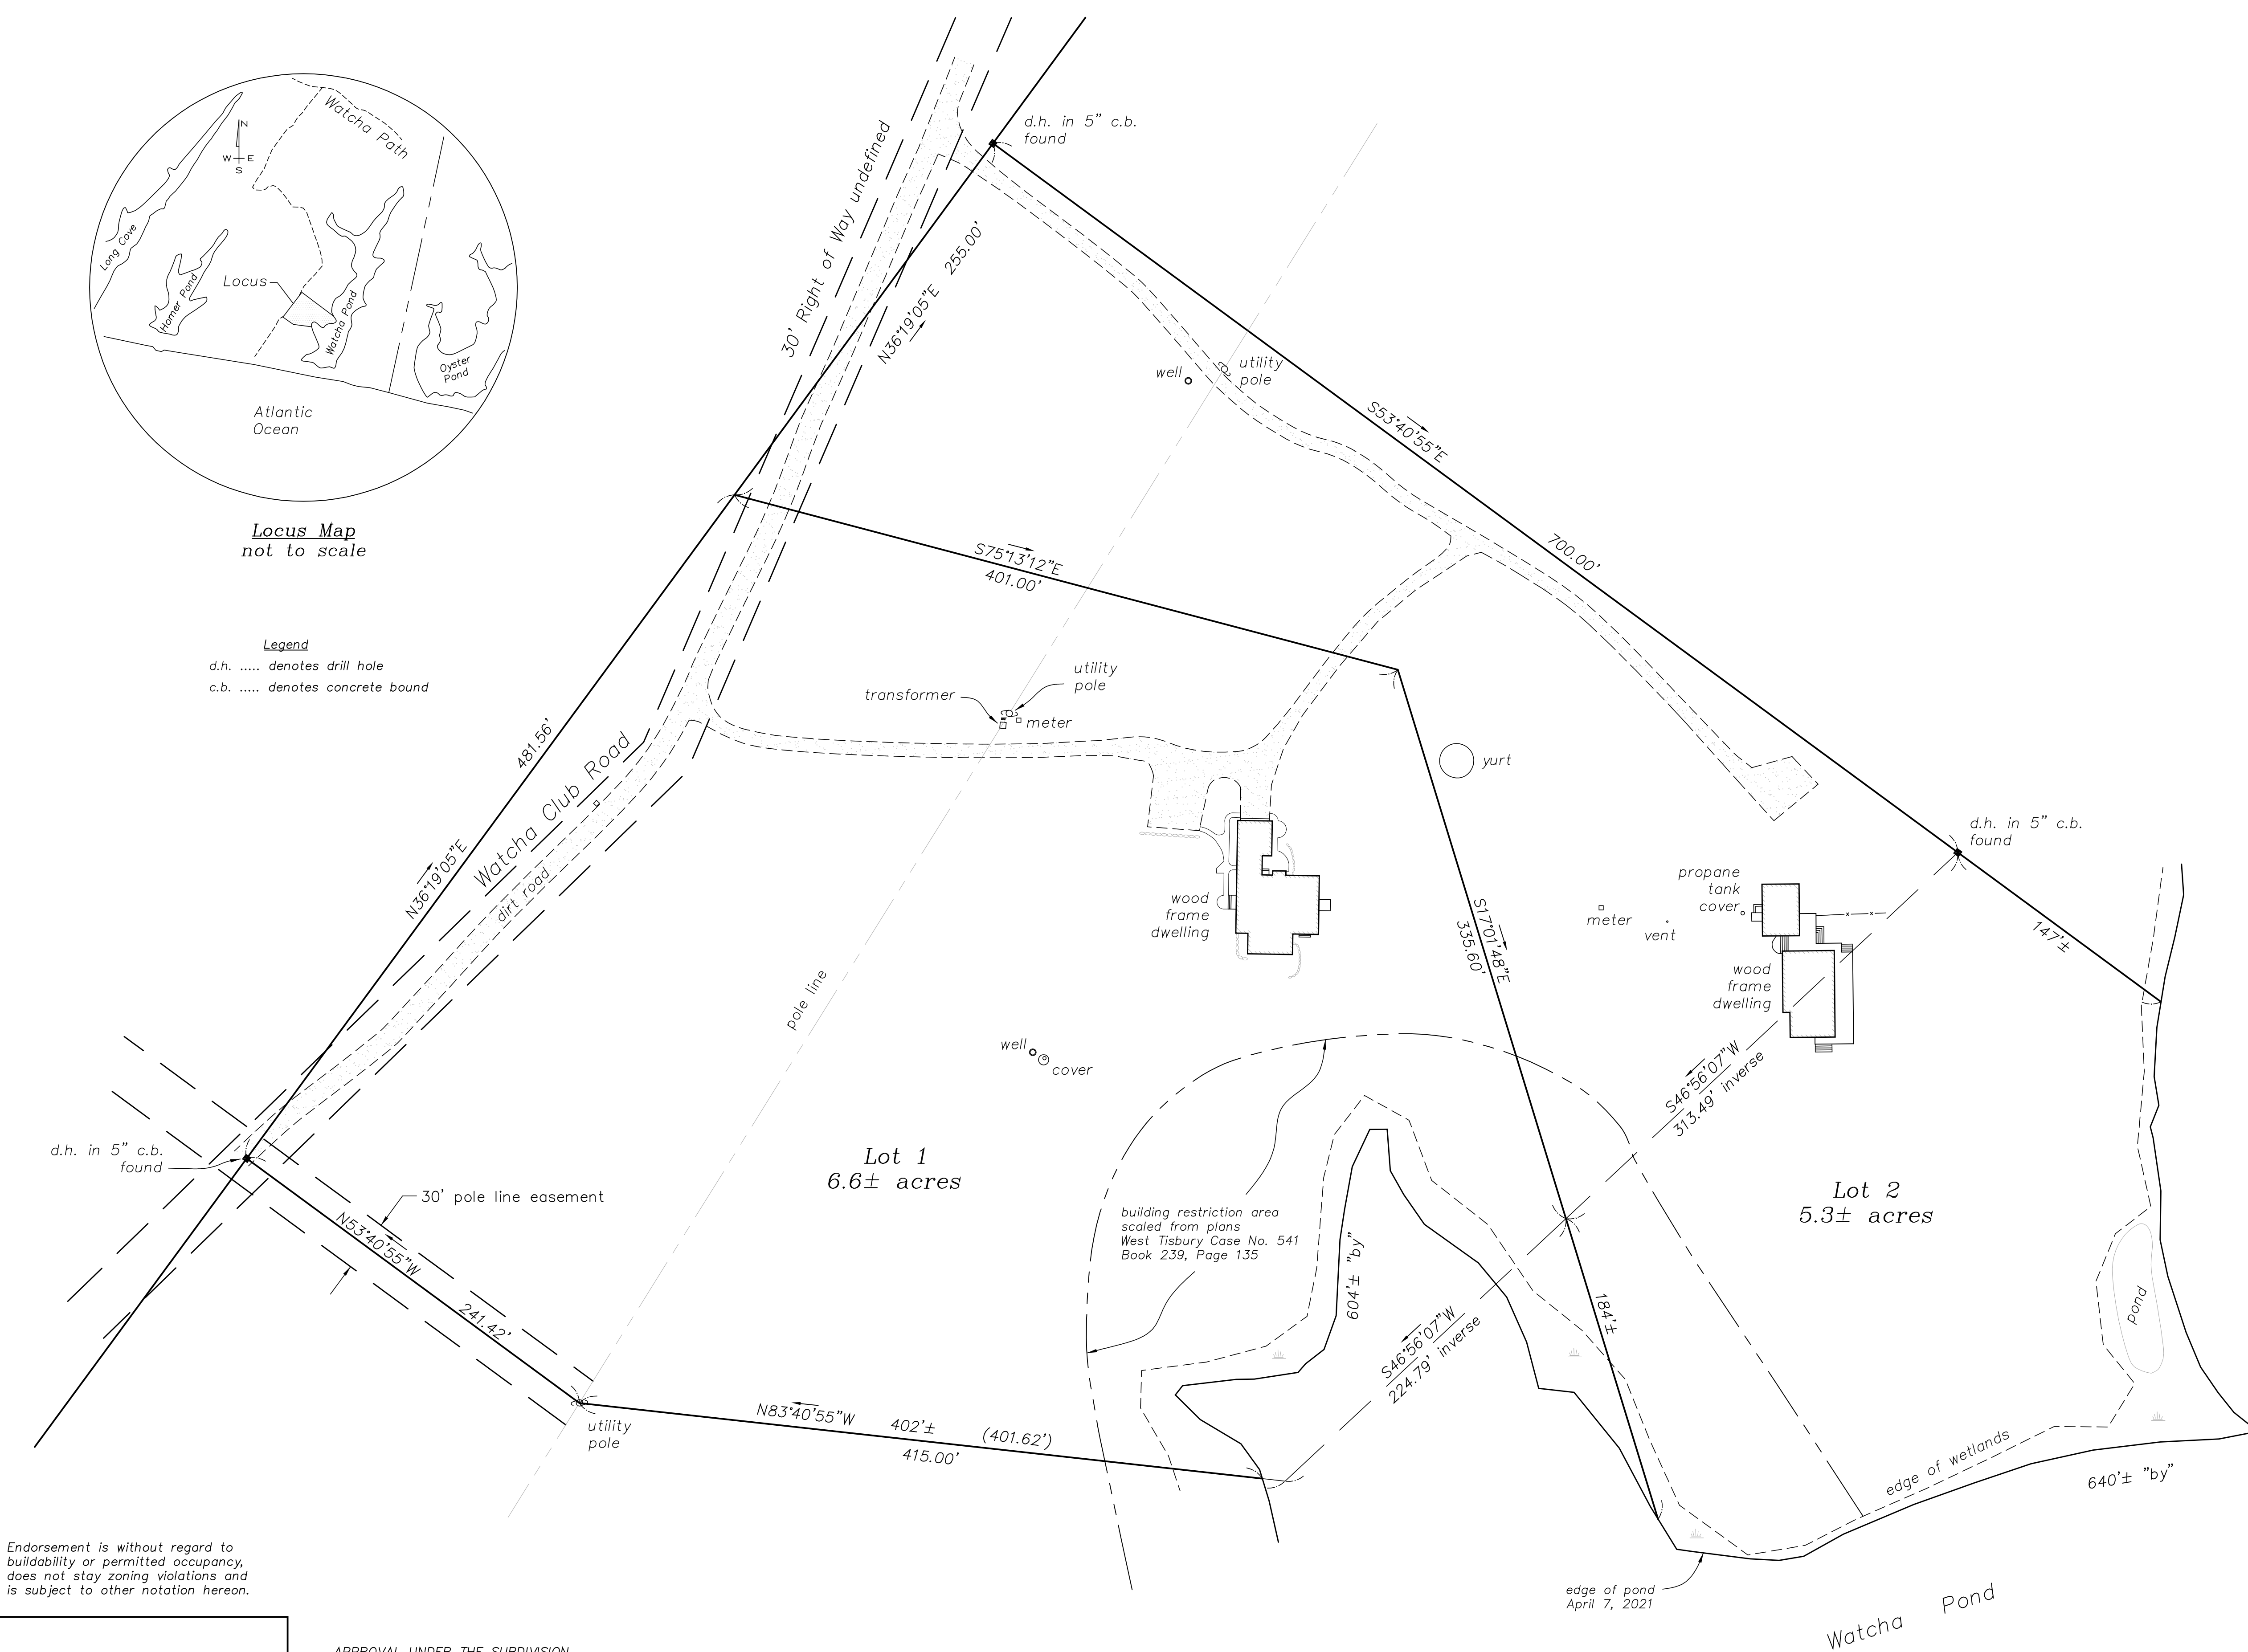 Watcha Path
N
W E
S
Long Cove
Homer Pond
Locus
Watcha Pond
Oyster
Pond
Atlantic
Ocean
Locus Map
not to scale
Legend
d.h. ..... denotes drill hole
c.b. ..... denotes concrete bound
30' Right of Way undefined
N36°19'05"E
255.00'
d.h. in 5" c.b.
found
well
utility
pole
S53°40'55"E
700.00'
S75°13'12"E
401.00'
transformer
utility
pole
meter
yurt
481.56'
N36°19'05"E
Watcha Club Road
dirt road
pole line
wood
frame
dwelling
S17°01'48"E
335.60'
meter
vent
propane
tank
cover
wood
frame
dwelling
d.h. in 5" c.b.
found
147'±
well
cover
S46°56'07"W
313.49' inverse
d.h. in 5" c.b.
found
30' pole line easement
N53°40'55"W
241.42'
Lot 1
6.6± acres
building restriction area
scaled from plans
West Tisbury Case No. 541
Book 239, Page 135
604'± "by"
Lot 2
5.3± acres
184'±
S46°56'07"W
224.79' inverse
pond
utility
pole
N83°40'55"W
402'±
(401.62')
415.00'
edge of wetlands
640'± "by"
edge of pond
April 7, 2021
Watcha Pond
Endorsement is without regard to
buildability or permitted occupancy,
does not stay zoning violations and
is subject to other notation hereon.
APPROVAL UNDER THE SUBDIVISION